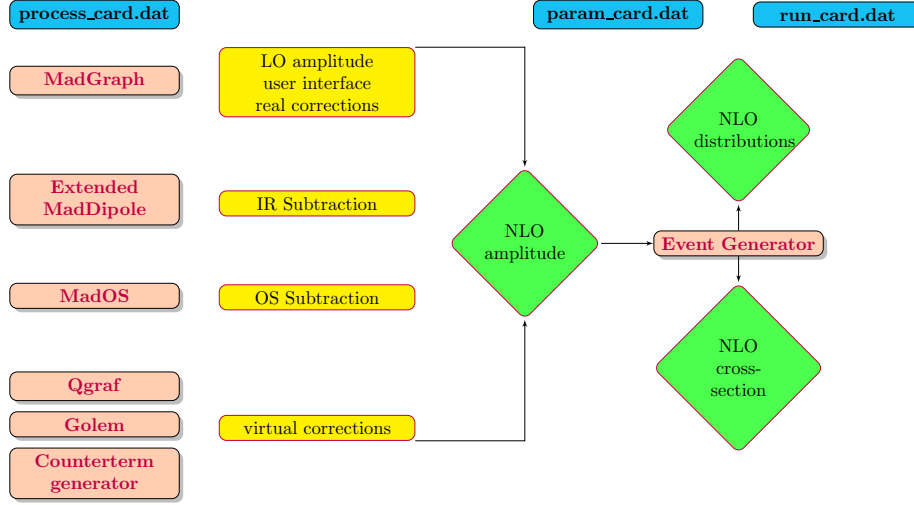 process_card.dat
param_card.dat
run_card.dat
MadGraph
LO amplitude
user interface
real corrections
NLO
distributions
Extended
MadDipole
IR Subtraction
NLO
amplitude
Event Generator
MadOS
OS Subtraction
NLO
cross-
section
Qgraf
Golem
virtual corrections
Counterterm
generator